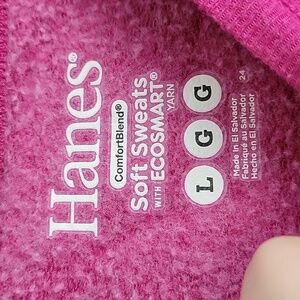 Hanes®
ComfortBlend®
Soft Sweats
WITH ECOSMART®
YARN
L G G
Made in El Salvador
Fabriqué au Salvador
Hecho en El Salvador
24